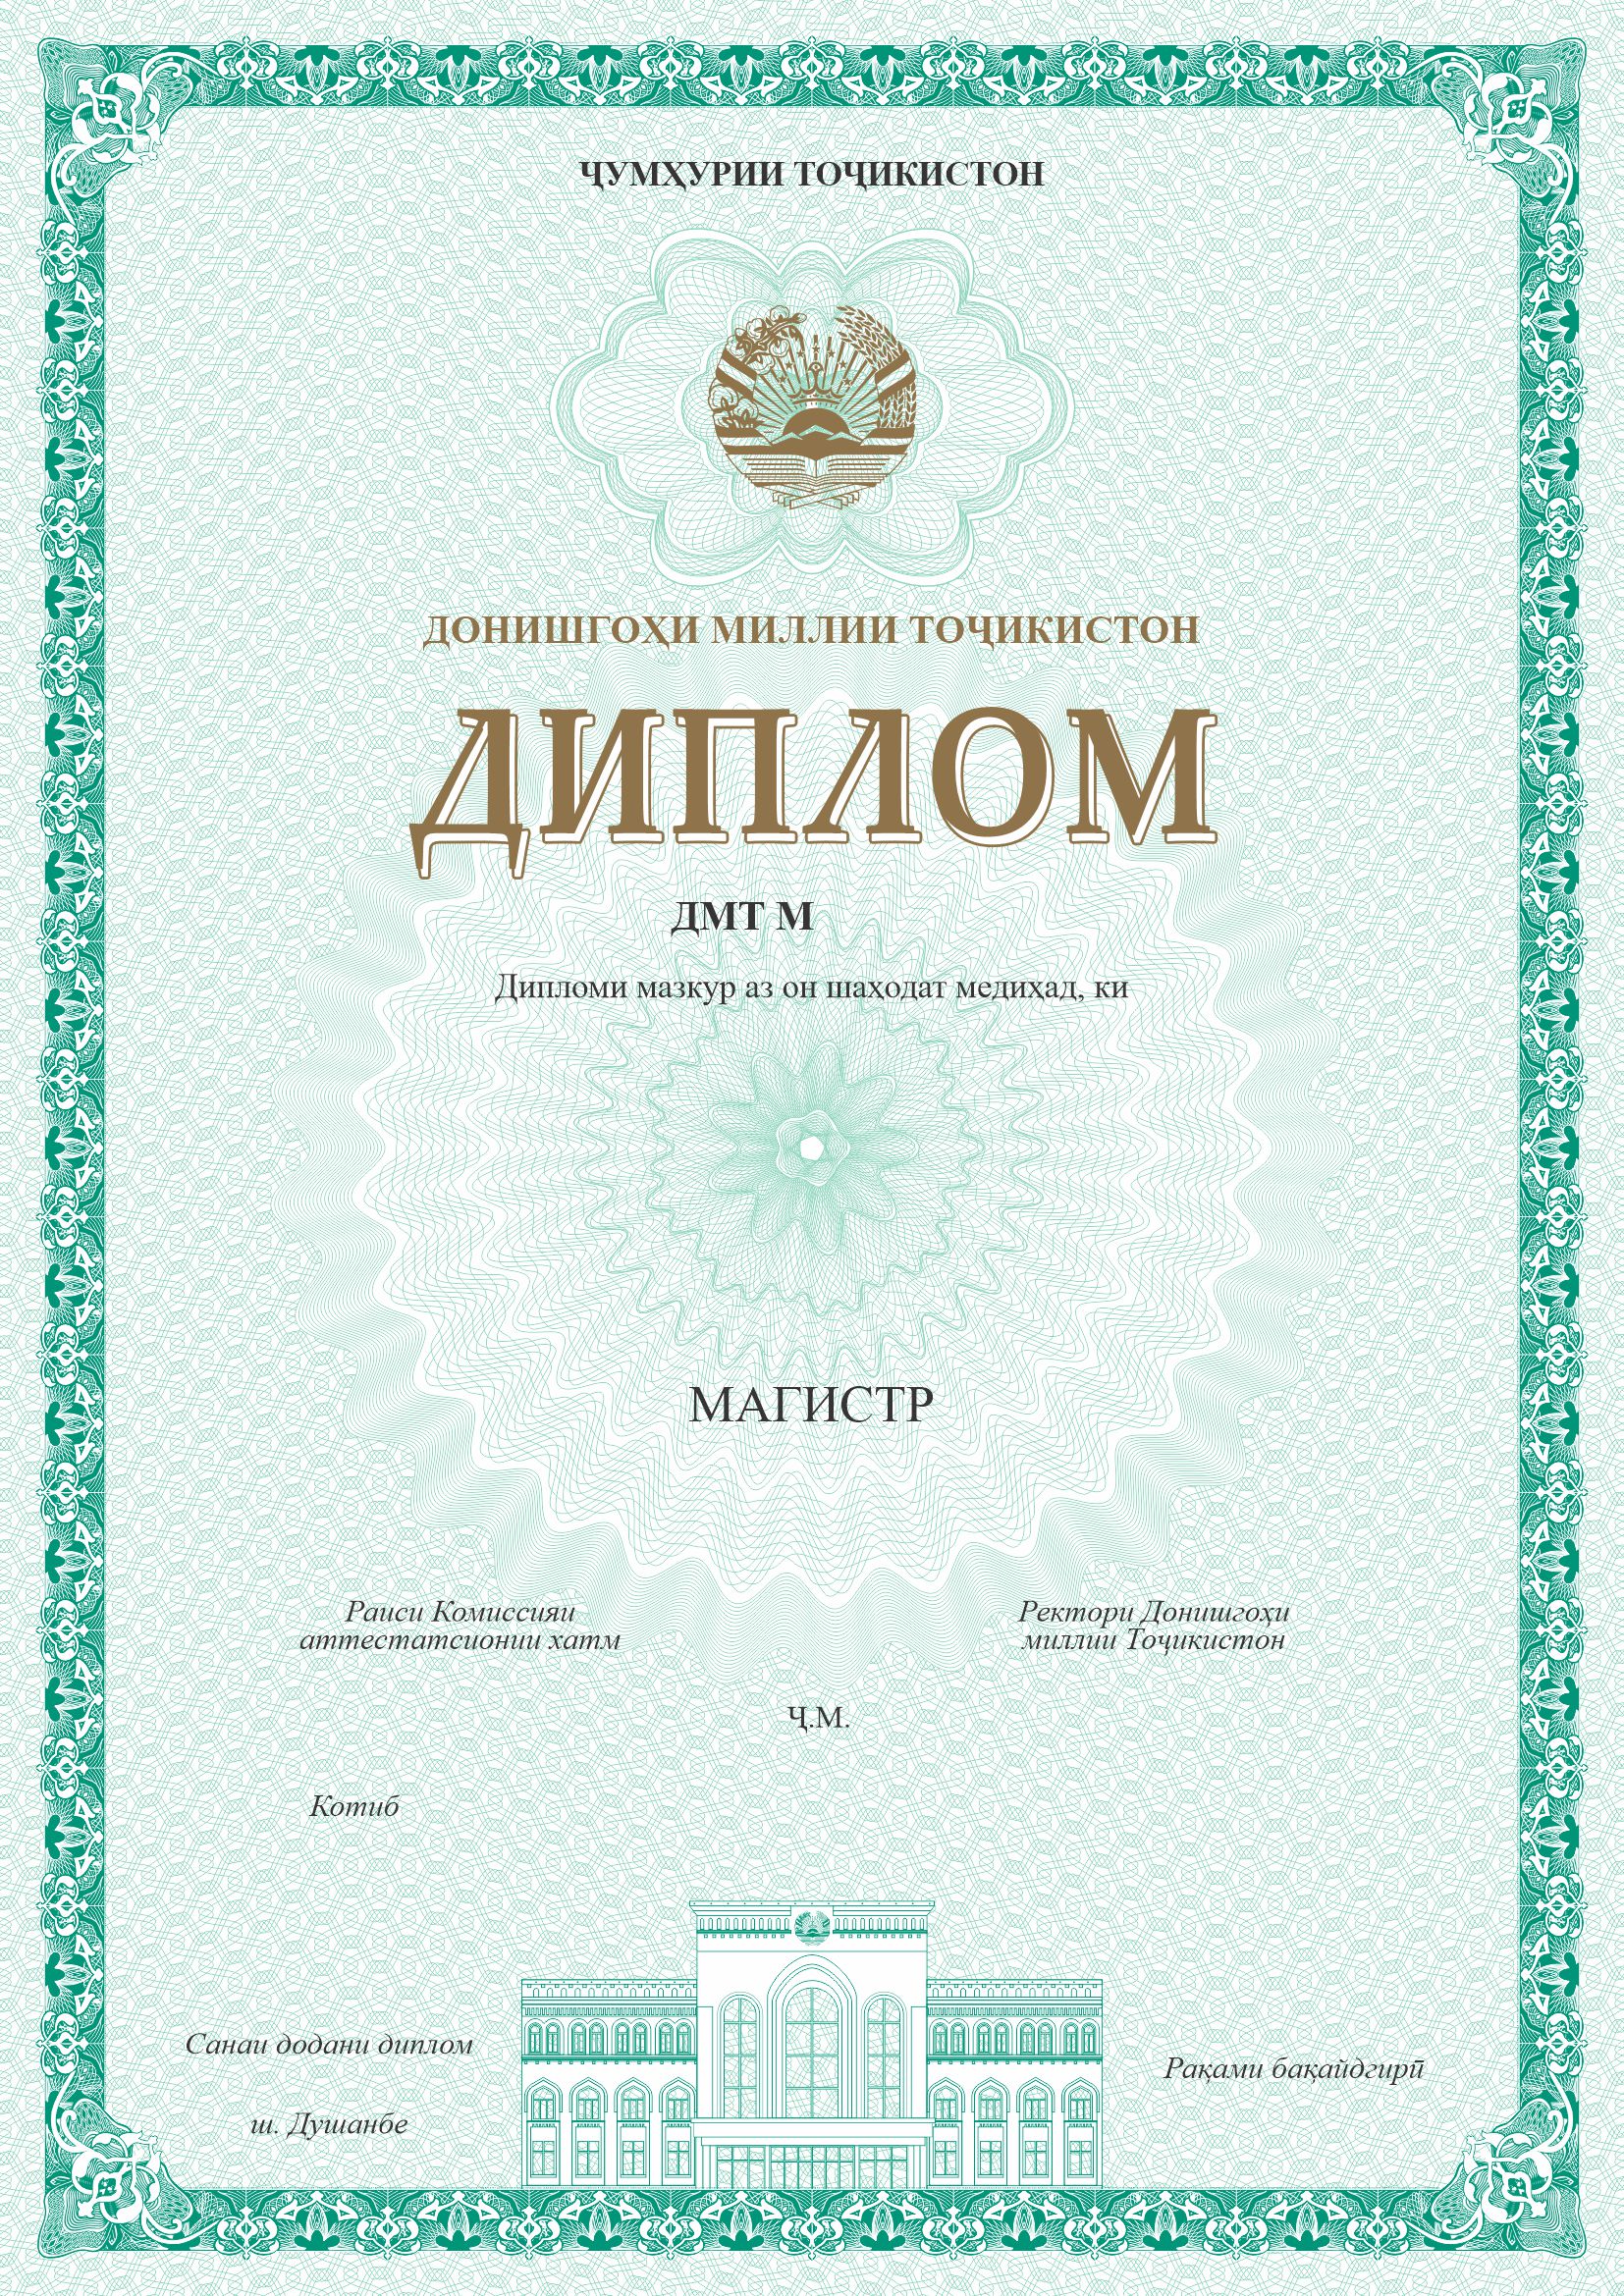 ҶУМҲУРИИ ТОҶИКИСТОН
ДОНИШГОҲИ МИЛЛИИ ТОҶИКИСТОН
ДИПЛОМ
ДМТ М
Дипломи мазкур аз он шаҳодат медиҳад, ки
МАГИСТР
Раиси Комиссияи
аттестатсионии хатм
Ректори Донишгоҳи
миллии Тоҷикистон
Ҷ.М.
Котиб
Санаи додани диплом
Рақами бақайдгирӣ
ш. Душанбе